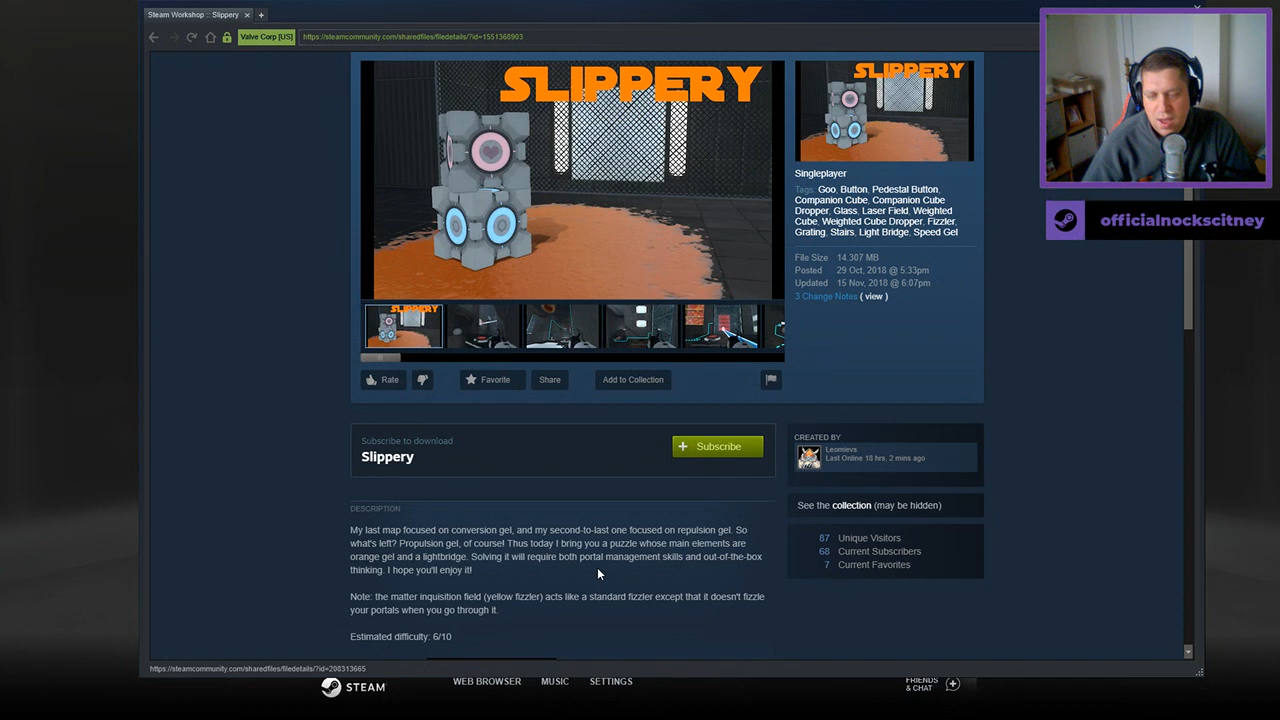 Steam Workshop :: Slippery
Valve Corp [US]
https://steamcommunity.com/sharedfiles/filedetails/?id=1551368903
SLIPPERY
SLIPPERY
SLIPPERY
Rate
Favorite
Share
Add to Collection
Singleplayer
Tags: Goo, Button, Pedestal Button,
Companion Cube, Companion Cube
Dropper, Glass, Laser Field, Weighted
Cube, Weighted Cube Dropper, Fizzler,
Grating, Stairs, Light Bridge, Speed Gel
File Size 14.307 MB
Posted 29 Oct, 2018 @ 5:33pm
Updated 15 Nov, 2018 @ 6:07pm
3 Change Notes ( view )
officialnockscitney
Subscribe to download
Slippery
Subscribe
DESCRIPTION
My last map focused on conversion gel, and my second-to-last one focused on repulsion gel. So
what's left? Propulsion gel, of course! Thus today I bring you a puzzle whose main elements are
orange gel and a lightbridge. Solving it will require both portal management skills and out-of-the-box
thinking. I hope you'll enjoy it!
Note: the matter inquisition field (yellow fizzler) acts like a standard fizzler except that it doesn't fizzle
your portals when you go through it.
Estimated difficulty: 6/10
CREATED BY
Leomievs
Last Online 18 hrs, 2 mins ago
See the collection (may be hidden)
87 Unique Visitors
68 Current Subscribers
7 Current Favorites
https://steamcommunity.com/sharedfiles/filedetails/?id=208313665
STEAM
WEB BROWSER
MUSIC
SETTINGS
FRIENDS
& CHAT